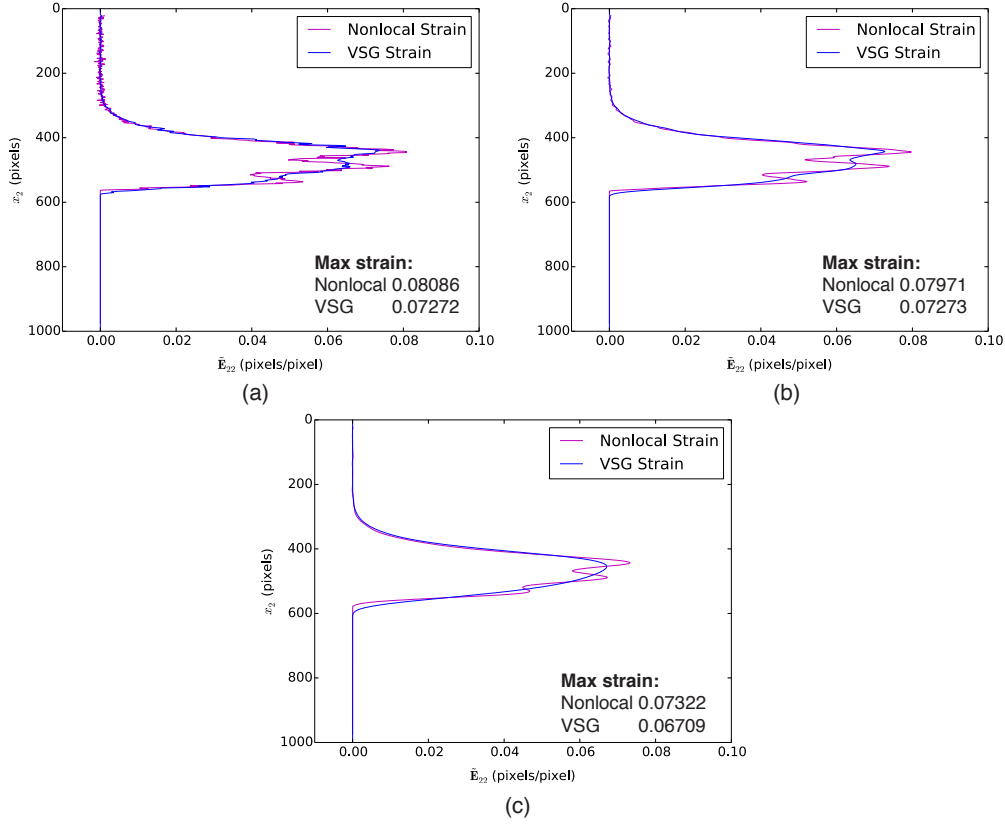 0
200
400
600
800
1000
x₂ (pixels)
Nonlocal Strain
VSG Strain
Max strain:
Nonlocal 0.08086
VSG 0.07272
0.00 0.02 0.04 0.06 0.08 0.10
Ẽ₂₂ (pixels/pixel)
(a)
0
200
400
600
800
1000
x₂ (pixels)
Nonlocal Strain
VSG Strain
Max strain:
Nonlocal 0.07971
VSG 0.07273
0.00 0.02 0.04 0.06 0.08 0.10
Ẽ₂₂ (pixels/pixel)
(b)
0
200
400
600
800
1000
x₂ (pixels)
Nonlocal Strain
VSG Strain
Max strain:
Nonlocal 0.07322
VSG 0.06709
0.00 0.02 0.04 0.06 0.08 0.10
Ẽ₂₂ (pixels/pixel)
(c)